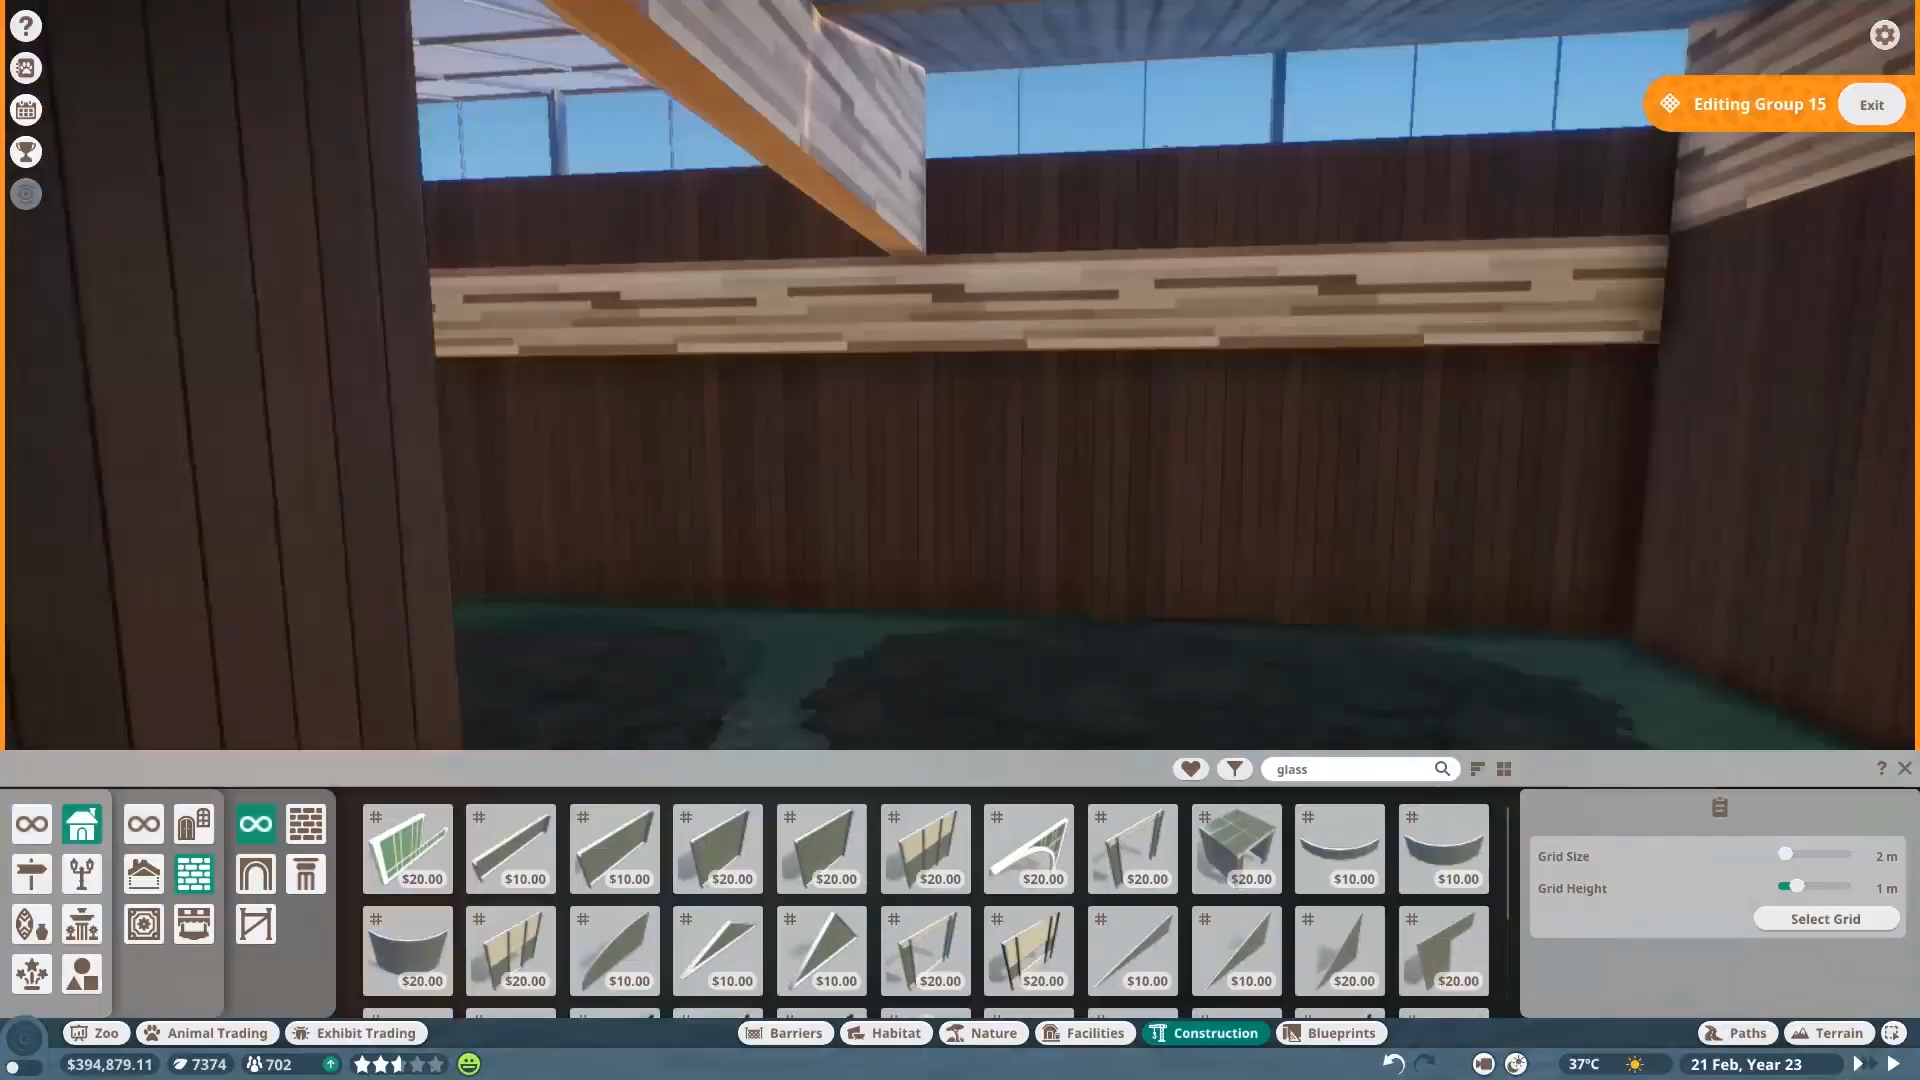 Editing Group 15
Exit
glass
$20.00 $10.00 $10.00 $20.00 $20.00 $20.00 $20.00 $20.00 $20.00 $10.00 $10.00
$20.00 $20.00 $10.00 $10.00 $10.00 $20.00 $20.00 $10.00 $10.00 $20.00 $20.00
Grid Size 2 m
Grid Height 1 m
Select Grid
Zoo Animal Trading Exhibit Trading Barriers Habitat Nature Facilities Construction Blueprints Paths Terrain
$394,879.11 7374 702 37°C 21 Feb, Year 23